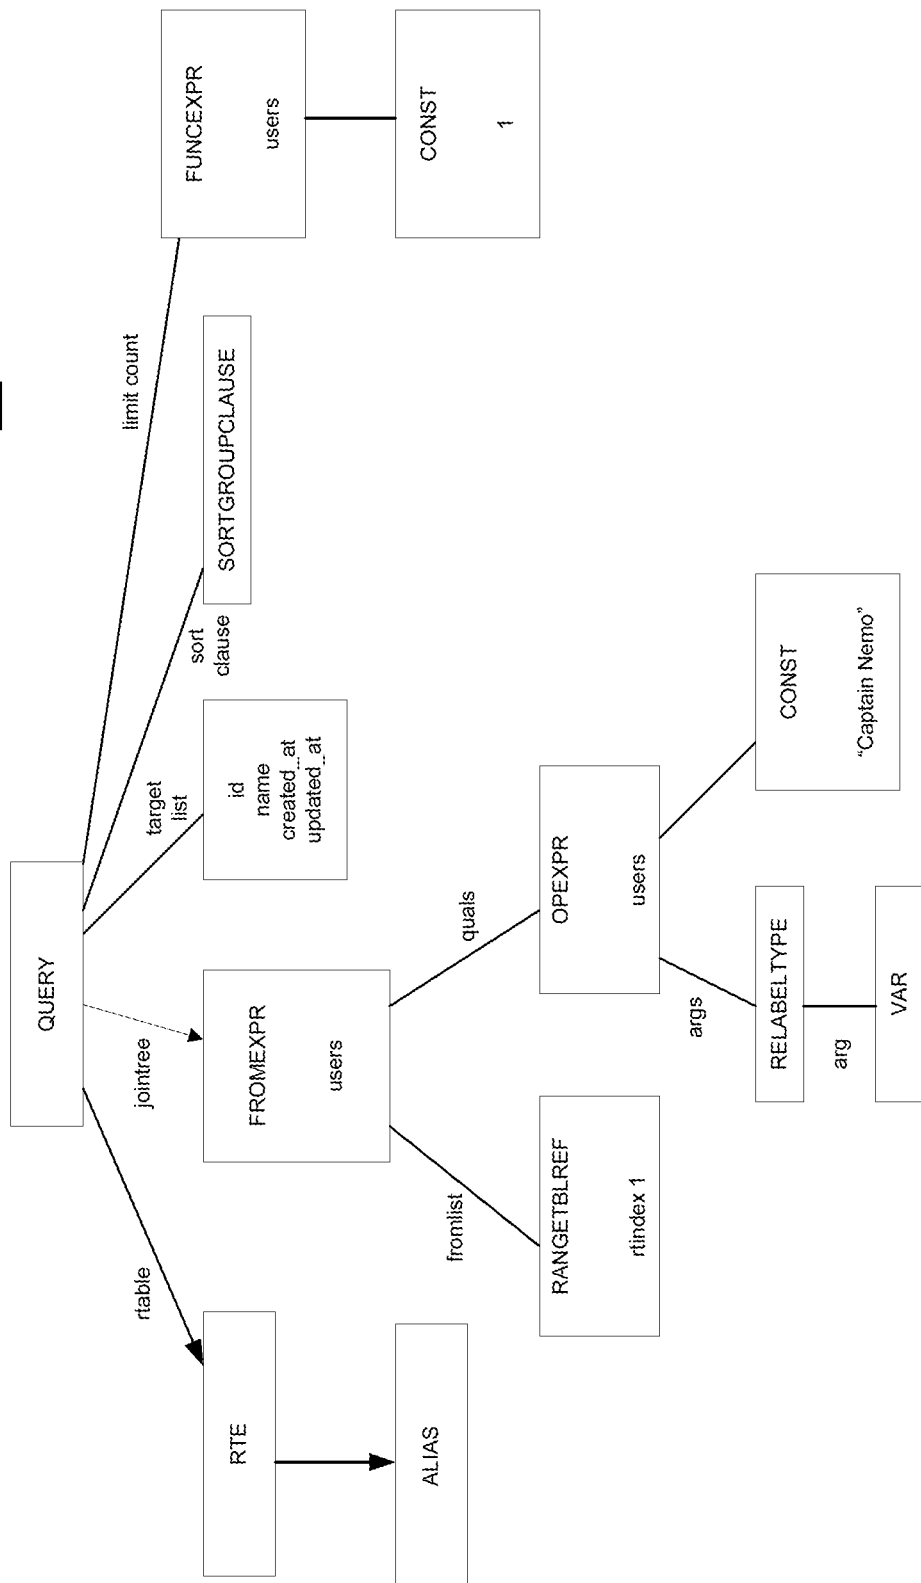 QUERY
rtable
jointree
target
list
sort
clause
limit count
RTE
FROMEXPR
users
id
name
created_at
updated_at
SORTGROUPCLAUSE
FUNCEXPR
users
ALIAS
fromlist
quals
CONST
1
RANGETBLREF
rtindex 1
OPEXPR
users
args
RELABELTYPE
CONST
“Captain Nemo”
arg
VAR